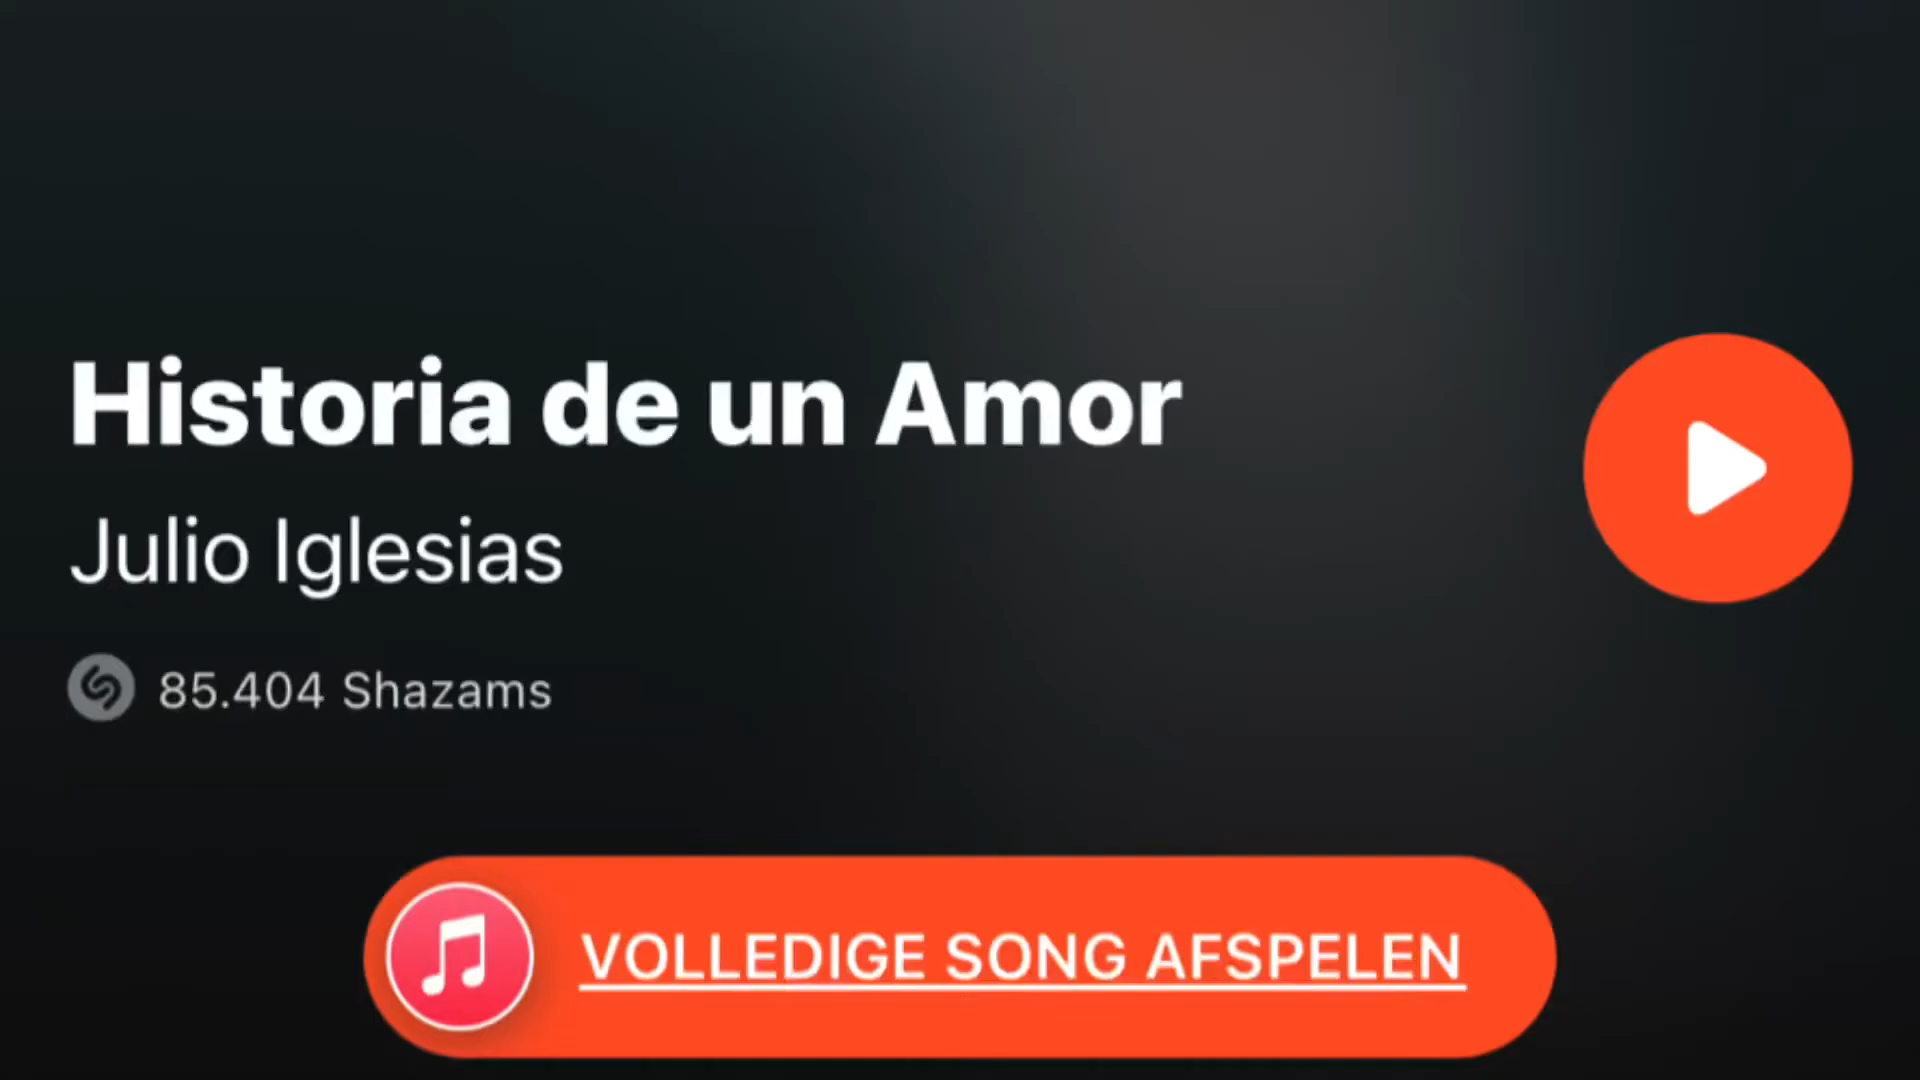 Historia de un Amor
Julio Iglesias
85.404 Shazams
VOLLEDIGE SONG AFSPELEN